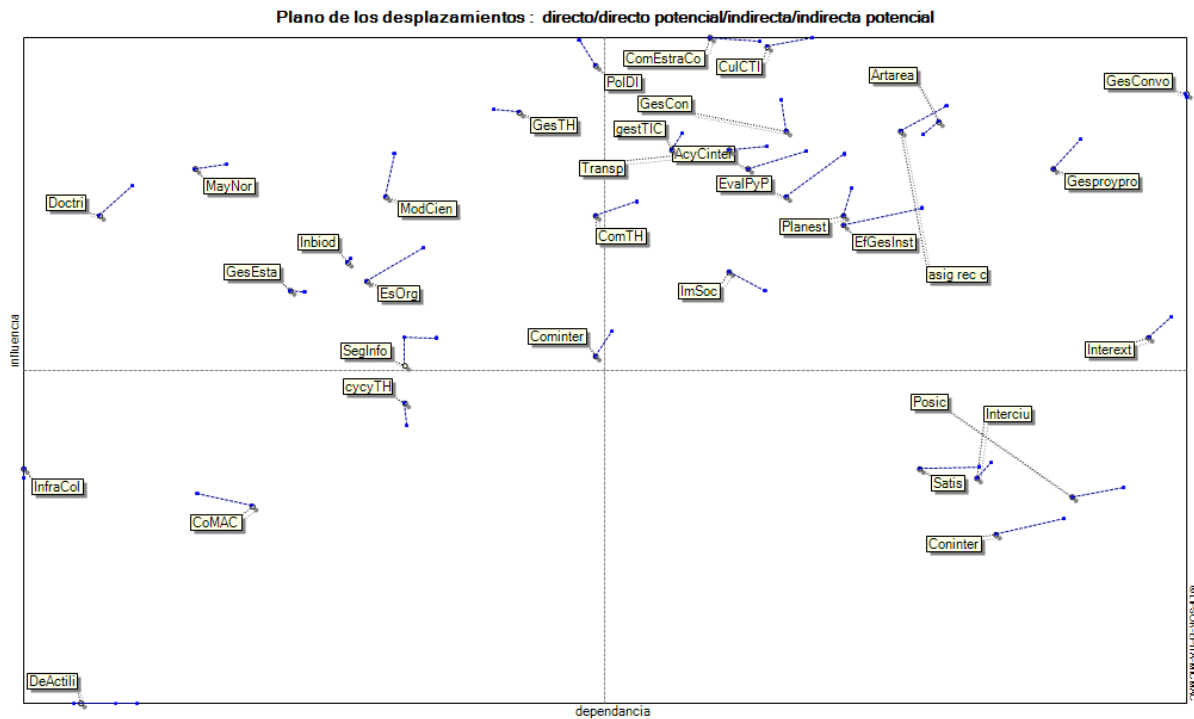 Plano de los desplazamientos : directo/directo potencial/indirecta/indirecta potencial
ComEstraCo
CulCTI
PolDI
Artarea
GesConvo
GesCon
GesTH
gestTIC
Transp
AcyCinter
EvalPyP
Gesproypro
MayNor
Doctri
ModCien
ComTH
Planest
EfGesInst
Inbiod
GesEsta
EsOrg
ImSoc
asig rec c
influencia
SegInfo
Cominter
Interext
cycyTH
Posic
Interciu
InfraCol
Satis
CoMAC
Coninter
DeActili
dependancia